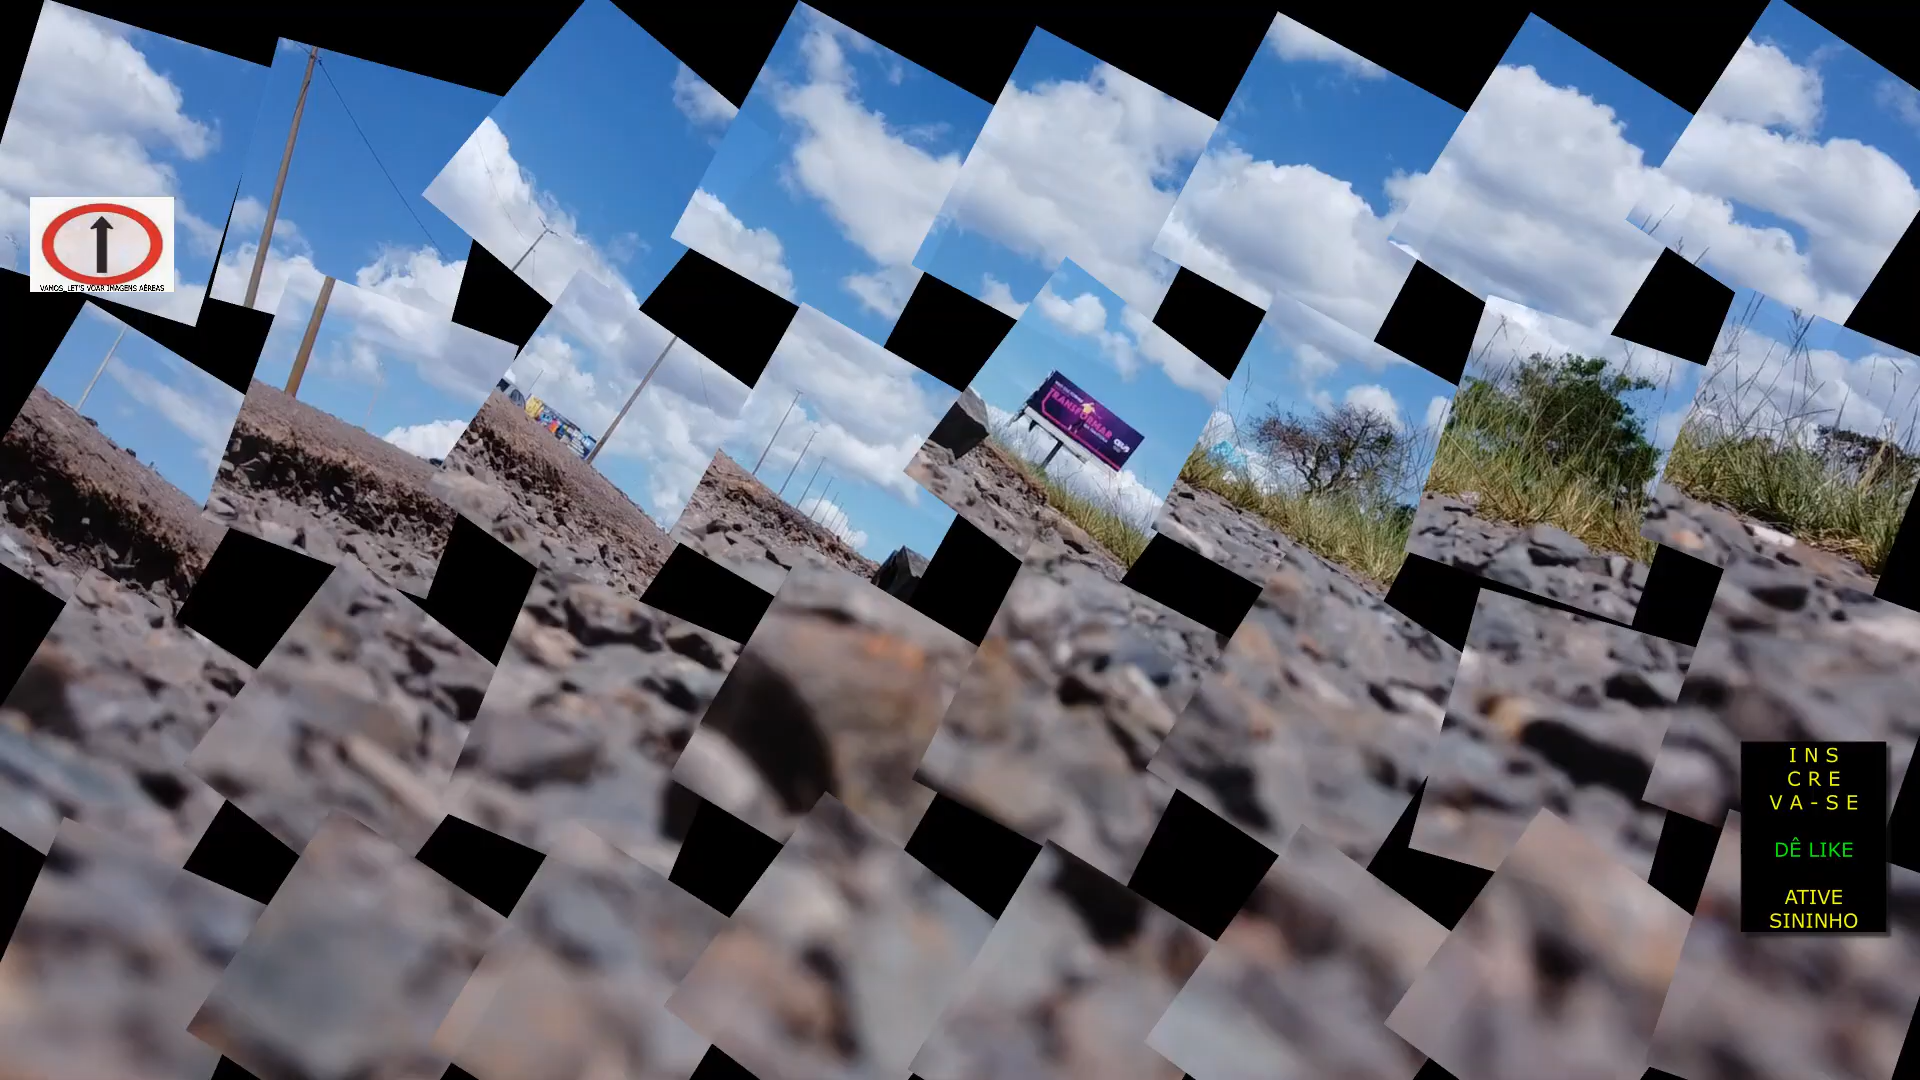 VAMOS_LET'S VOAR IMAGENS AÉREAS
TRANSFORMAR
INS
CRE
VA-SE
DÊ LIKE
ATIVE
SININHO